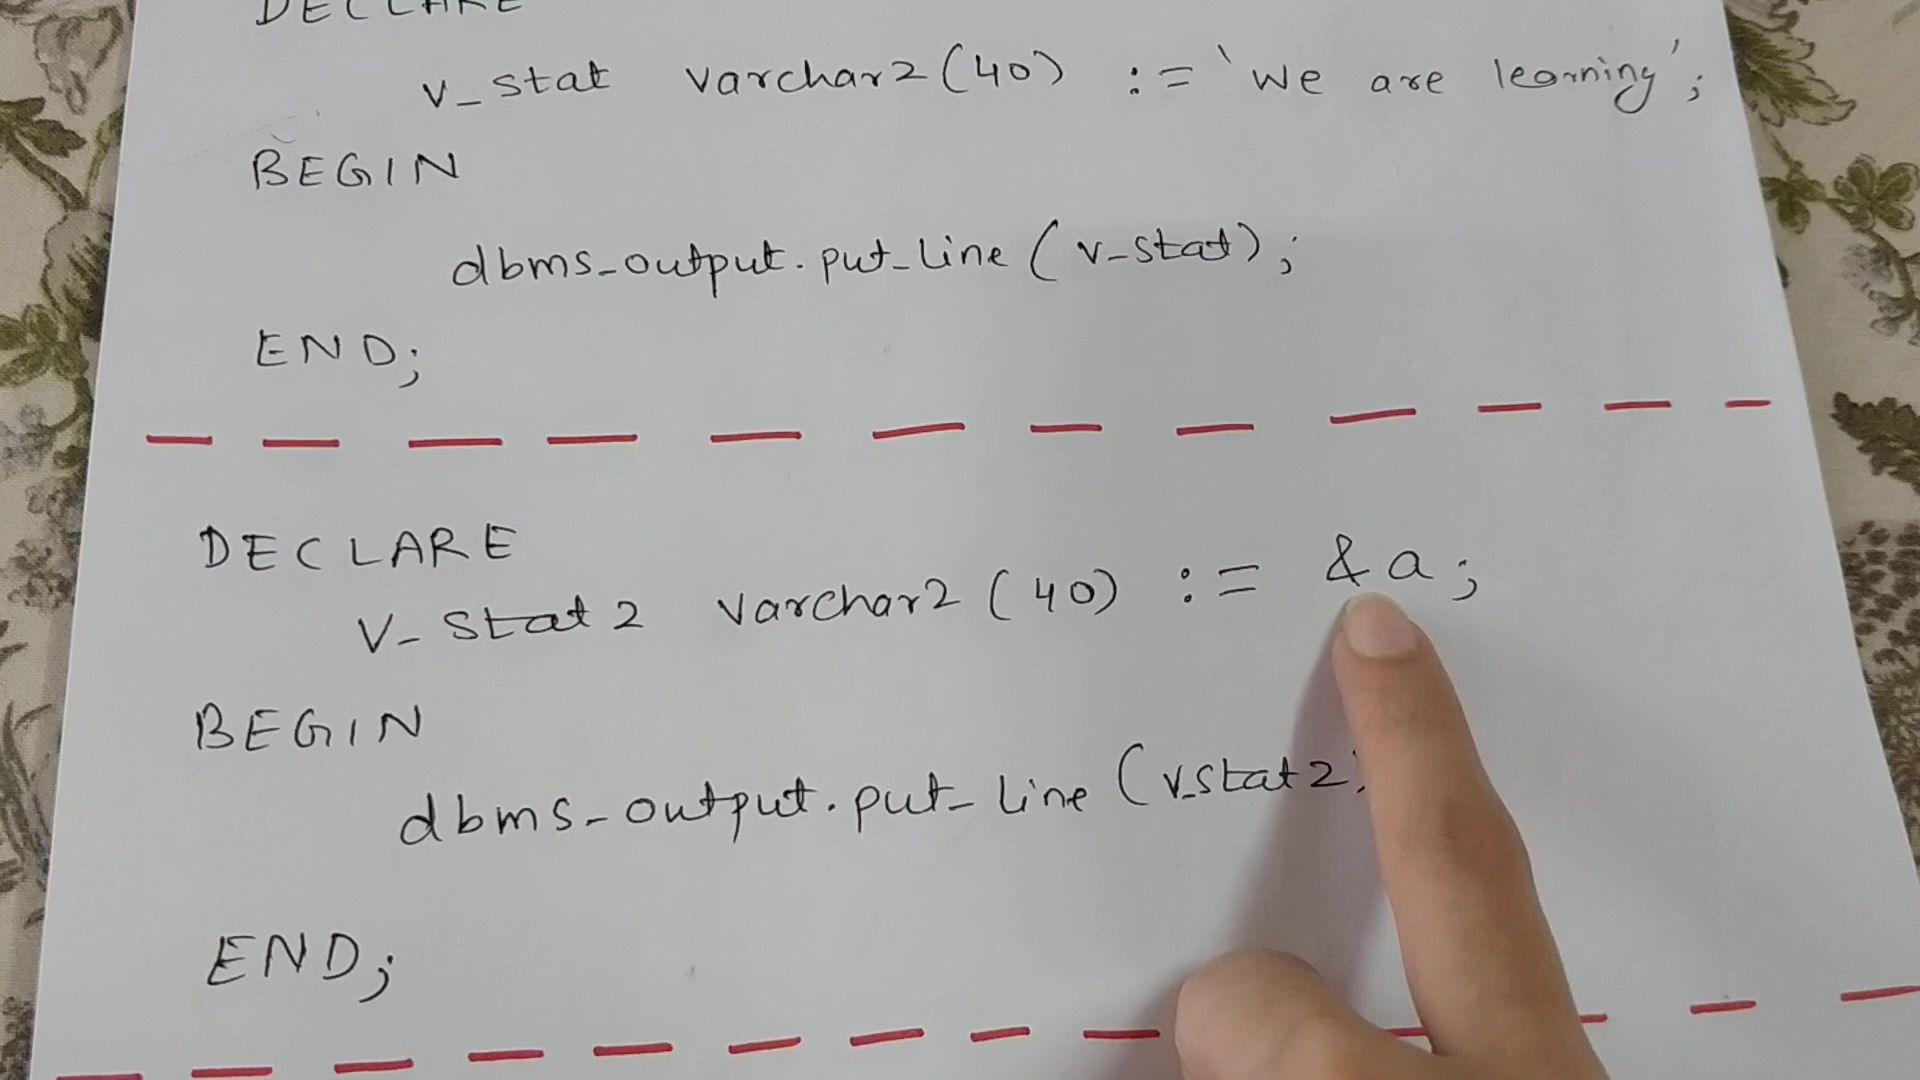 DECLARE
v_stat varchar2(40) := 'We are learning';
BEGIN
dbms_output.put_line(v_stat);
END;
DECLARE
v_stat2 varchar2(40) := &a;
BEGIN
dbms_output.put_line(v_stat2)
END;